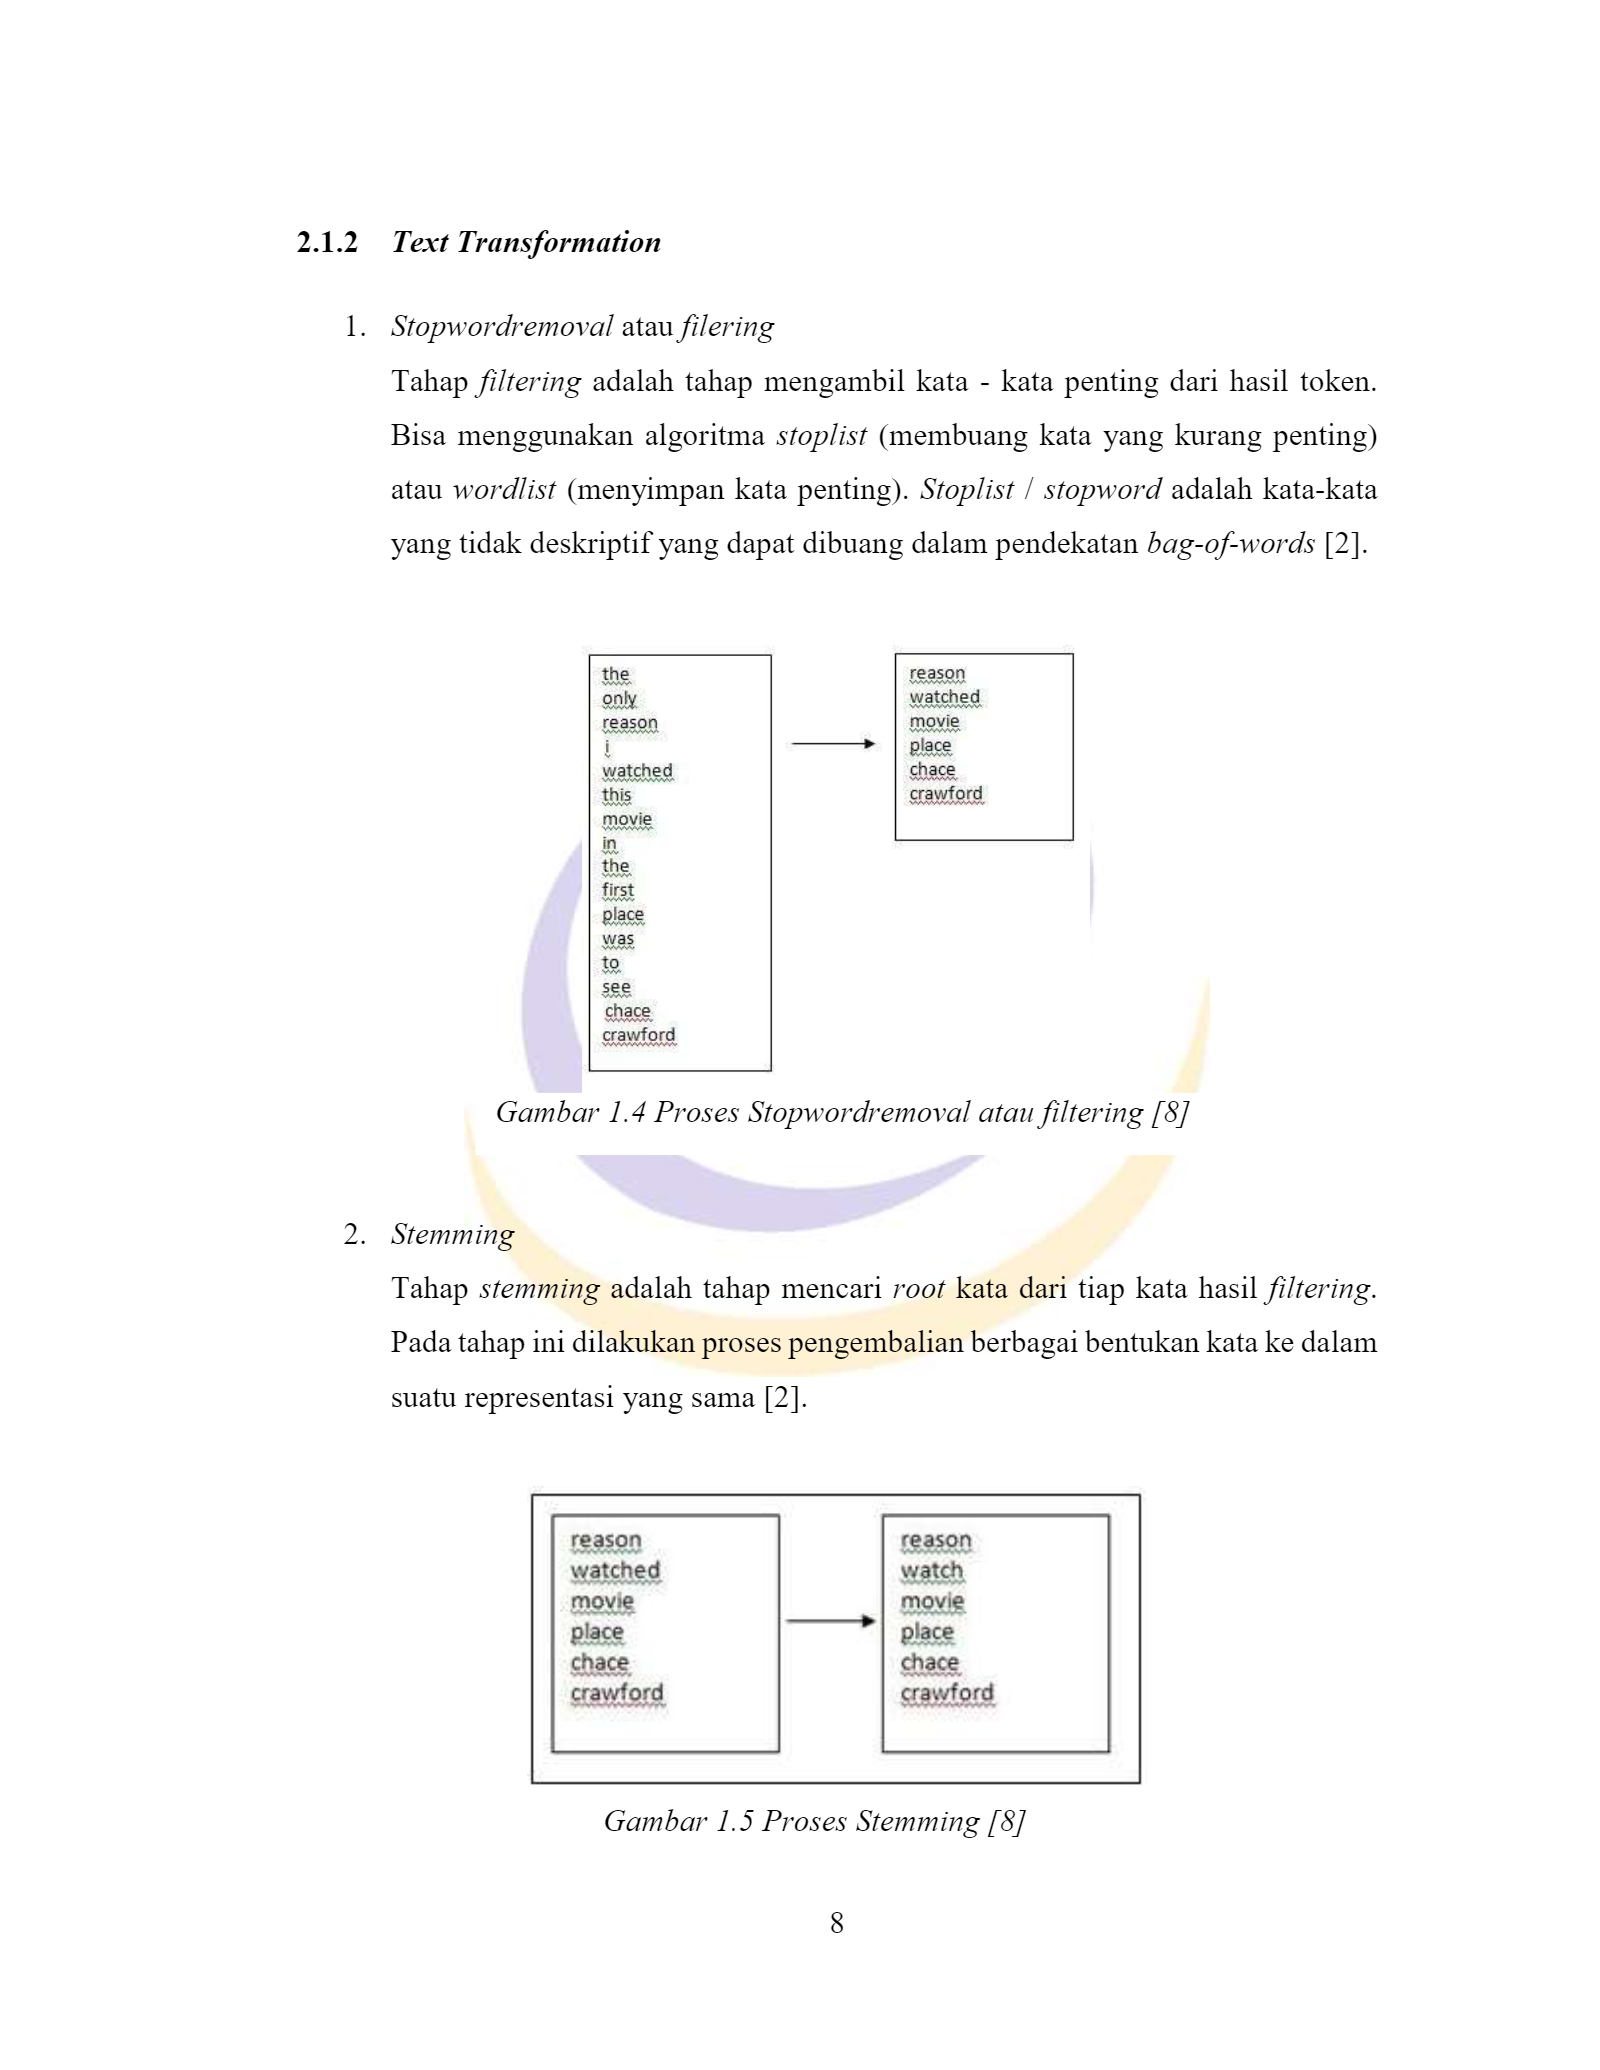 2.1.2 Text Transformation
1. Stopwordremoval atau filering
Tahap filtering adalah tahap mengambil kata - kata penting dari hasil token.
Bisa menggunakan algoritma stoplist (membuang kata yang kurang penting)
atau wordlist (menyimpan kata penting). Stoplist / stopword adalah kata-kata
yang tidak deskriptif yang dapat dibuang dalam pendekatan bag-of-words [2].
the
only
reason
i
watched
this
movie
in
the
first
place
was
to
see
chace
crawford
reason
watched
movie
place
chace
crawford
Gambar 1.4 Proses Stopwordremoval atau filtering [8]
2. Stemming
Tahap stemming adalah tahap mencari root kata dari tiap kata hasil filtering.
Pada tahap ini dilakukan proses pengembalian berbagai bentukan kata ke dalam
suatu representasi yang sama [2].
reason
watched
movie
place
chace
crawford
reason
watch
movie
place
chace
crawford
Gambar 1.5 Proses Stemming [8]
8